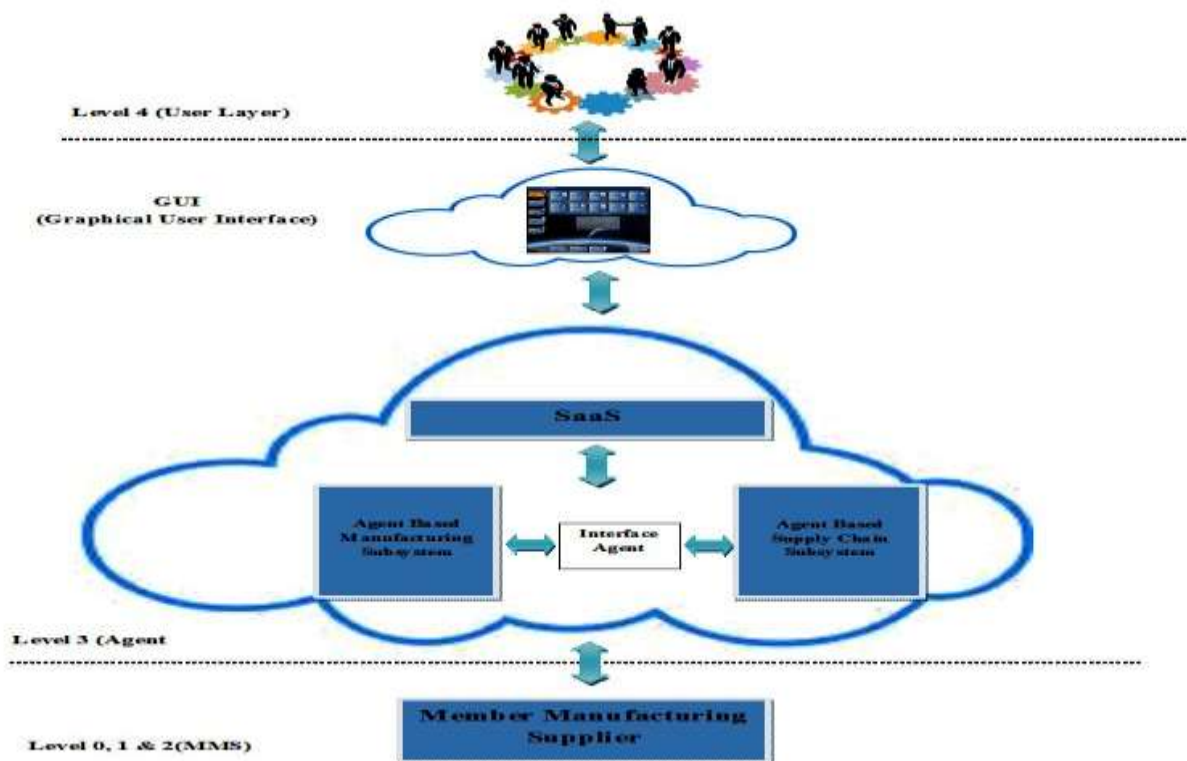 Level 4 (User Layer)
GUI
(Graphical User Interface)
SaaS
Agent Based
Manufacturing
Subsystem
Interface
Agent
Agent Based
Supply Chain
Subsystem
Level 3 (Agent
Member Manufacturing
Supplier
Level 0, 1 & 2(MMS)